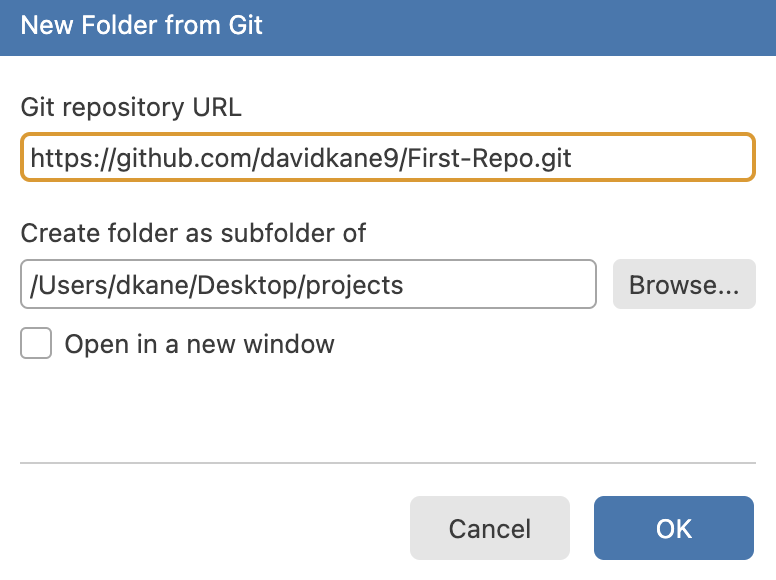 New Folder from Git
Git repository URL
https://github.com/davidkane9/First-Repo.git
Create folder as subfolder of
/Users/dkane/Desktop/projects
Browse...
Open in a new window
Cancel
OK